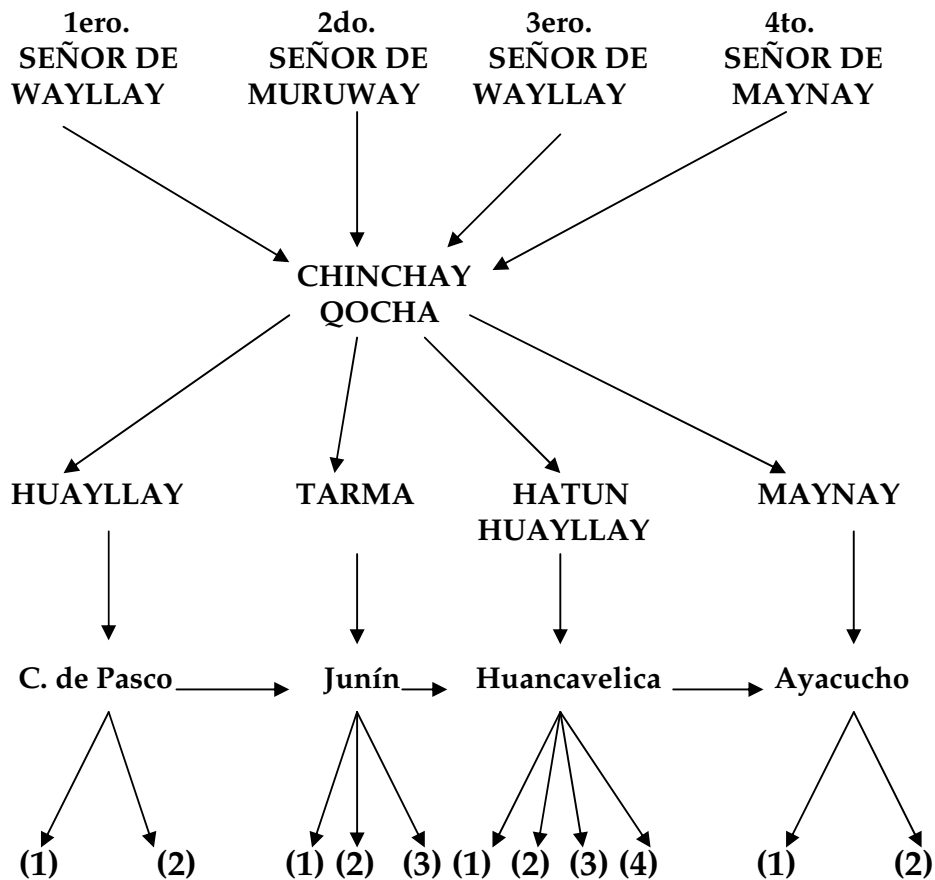 1ero.
SEÑOR DE
WAYLLAY
2do.
SEÑOR DE
MURUWAY
3ero.
SEÑOR DE
WAYLLAY
4to.
SEÑOR DE
MAYNAY
CHINCHAY
QOCHA
HUAYLLAY
TARMA
HATUN
HUAYLLAY
MAYNAY
C. de Pasco
Junín
Huancavelica
Ayacucho
(1) (2)
(1) (2) (3)
(1) (2) (3) (4)
(1) (2)